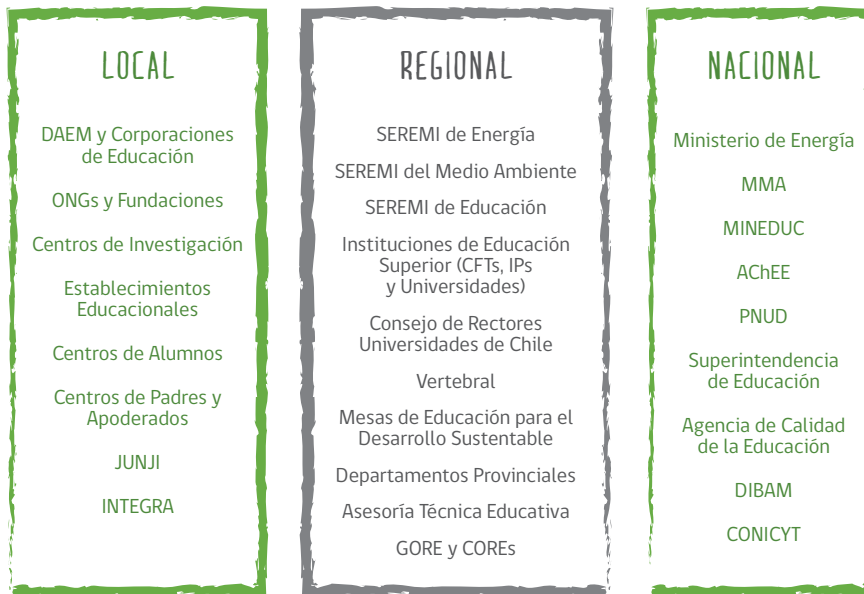 LOCAL
DAEM y Corporaciones
de Educación
ONGs y Fundaciones
Centros de Investigación
Establecimientos
Educacionales
Centros de Alumnos
Centros de Padres y
Apoderados
JUNJI
INTEGRA
REGIONAL
SEREMI de Energía
SEREMI del Medio Ambiente
SEREMI de Educación
Instituciones de Educación
Superior (CFTs, IPs
y Universidades)
Consejo de Rectores
Universidades de Chile
Vertebral
Mesas de Educación para el
Desarrollo Sustentable
Departamentos Provinciales
Asesoría Técnica Educativa
GORE y COREs
NACIONAL
Ministerio de Energía
MMA
MINEDUC
AChEE
PNUD
Superintendencia
de Educación
Agencia de Calidad
de la Educación
DIBAM
CONICYT